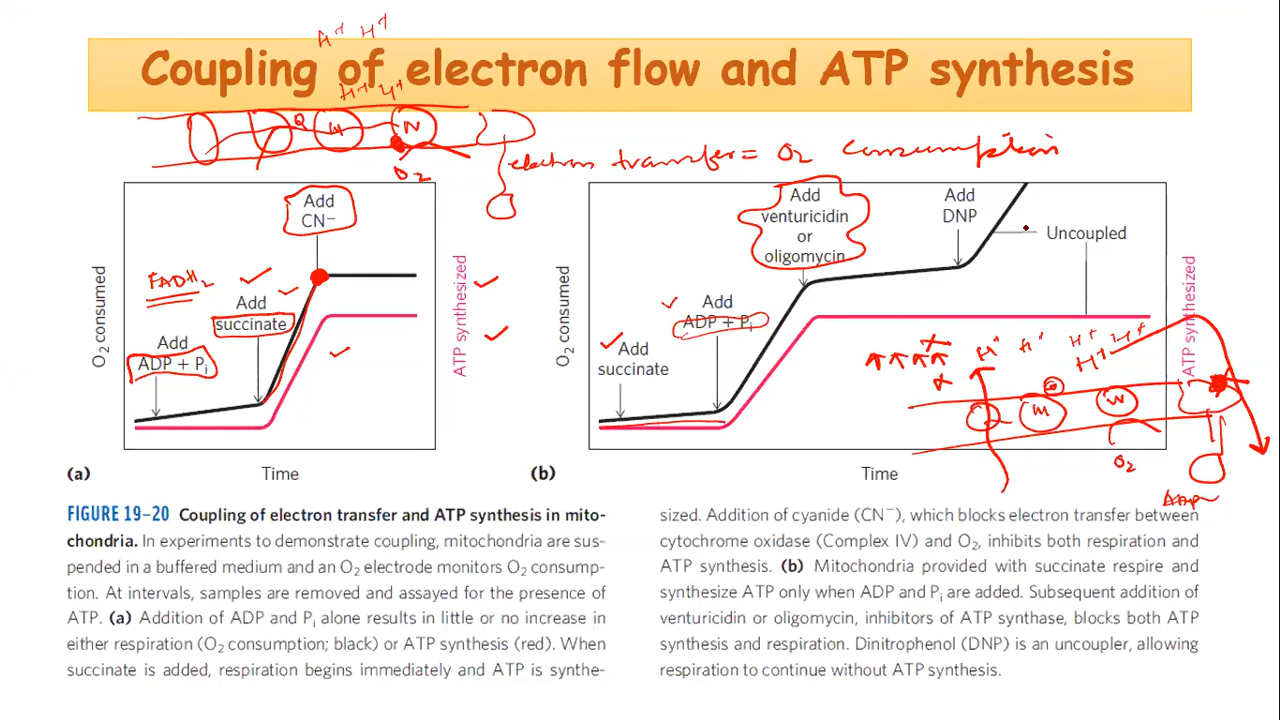 H+ H+
Coupling of electron flow and ATP synthesis
H+ H+
Q
M
N
O2
electron transfer = O2 consumption
Add
CN−
FADH2
Add
succinate
Add
ADP + Pi
O2 consumed
ATP synthesized
(a)
Time
Add
venturicidin
or
oligomycin
Add
DNP
Uncoupled
Add
ADP + Pi
Add
succinate
O2 consumed
ATP synthesized
H+ H+ H+ H+
H+
Q
M
N
O2
(b)
Time
FIGURE 19–20 Coupling of electron transfer and ATP synthesis in mito-
chondria. In experiments to demonstrate coupling, mitochondria are sus-
pended in a buffered medium and an O2 electrode monitors O2 consump-
tion. At intervals, samples are removed and assayed for the presence of
ATP. (a) Addition of ADP and Pi alone results in little or no increase in
either respiration (O2 consumption; black) or ATP synthesis (red). When
succinate is added, respiration begins immediately and ATP is synthe-
sized. Addition of cyanide (CN−), which blocks electron transfer between
cytochrome oxidase (Complex IV) and O2, inhibits both respiration and
ATP synthesis. (b) Mitochondria provided with succinate respire and
synthesize ATP only when ADP and Pi are added. Subsequent addition of
venturicidin or oligomycin, inhibitors of ATP synthase, blocks both ATP
synthesis and respiration. Dinitrophenol (DNP) is an uncoupler, allowing
respiration to continue without ATP synthesis.